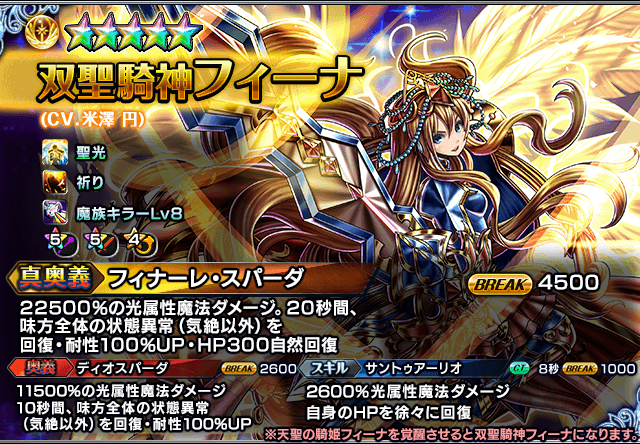 双聖騎神フィーナ
(CV.米澤 円)
聖光
祈り
魔族キラーLv8
5 5 4
真奥義 フィナーレ・スパーダ BREAK 4500
22500%の光属性魔法ダメージ。20秒間、
味方全体の状態異常(気絶以外)を
回復・耐性100%UP・HP300自然回復
奥義 ディオスパーダ BREAK 2600
11500%の光属性魔法ダメージ
10秒間、味方全体の状態異常
(気絶以外)を回復・耐性100%UP
スキル サントゥアーリオ CT 8秒 BREAK 1000
2600%光属性魔法ダメージ
自身のHPを徐々に回復
※天聖の騎姫フィーナを覚醒させると双聖騎神フィーナになります。